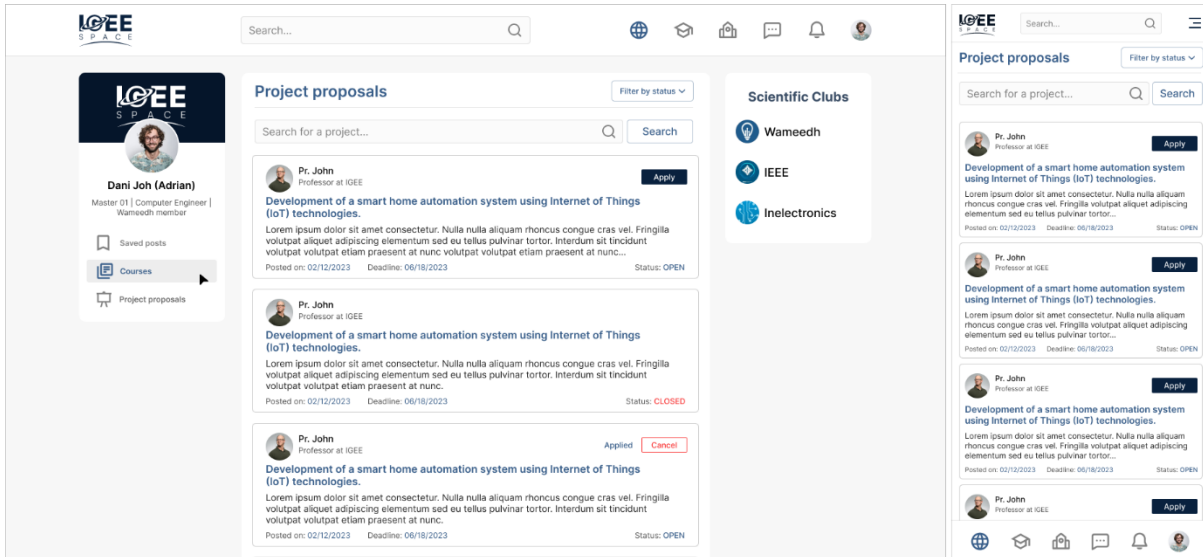 IGEE
SPACE
Search...
IGEE
SPACE
Dani Joh (Adrian)
Master 01 | Computer Engineer |
Wameedh member
Saved posts
Courses
Project proposals
Project proposals
Filter by status
Search for a project...
Search
Pr. John
Professor at IGEE
Apply
Development of a smart home automation system using Internet of Things
(IoT) technologies.
Lorem ipsum dolor sit amet consectetur. Nulla nulla aliquam rhoncus congue cras vel. Fringilla
volutpat aliquet adipiscing elementum sed eu tellus pulvinar tortor. Interdum sit tincidunt
volutpat volutpat etiam praesent at nunc volutpat volutpat etiam praesent at nunc...
Posted on: 02/12/2023 Deadline: 06/18/2023 Status: OPEN
Pr. John
Professor at IGEE
Development of a smart home automation system using Internet of Things
(IoT) technologies.
Lorem ipsum dolor sit amet consectetur. Nulla nulla aliquam rhoncus congue cras vel. Fringilla
volutpat aliquet adipiscing elementum sed eu tellus pulvinar tortor. Interdum sit tincidunt
volutpat volutpat etiam praesent at nunc.
Posted on: 02/12/2023 Deadline: 06/18/2023 Status: CLOSED
Pr. John
Professor at IGEE
Applied Cancel
Development of a smart home automation system using Internet of Things
(IoT) technologies.
Lorem ipsum dolor sit amet consectetur. Nulla nulla aliquam rhoncus congue cras vel. Fringilla
volutpat aliquet adipiscing elementum sed eu tellus pulvinar tortor. Interdum sit tincidunt
volutpat volutpat etiam praesent at nunc.
Posted on: 02/12/2023 Deadline: 06/18/2023 Status: OPEN
Scientific Clubs
Wameedh
IEEE
Inelectronics
IGEE
SPACE
Search...
Project proposals
Filter by status
Search for a project...
Search
Pr. John
Professor at IGEE
Apply
Development of a smart home automation system
using Internet of Things (IoT) technologies.
Lorem ipsum dolor sit amet consectetur. Nulla nulla aliquam
rhoncus congue cras vel. Fringilla volutpat aliquet adipiscing
elementum sed eu tellus pulvinar tortor...
Posted on: 02/12/2023 Deadline: 06/18/2023 Status: OPEN
Pr. John
Professor at IGEE
Apply
Development of a smart home automation system
using Internet of Things (IoT) technologies.
Lorem ipsum dolor sit amet consectetur. Nulla nulla aliquam
rhoncus congue cras vel. Fringilla volutpat aliquet adipiscing
elementum sed eu tellus pulvinar tortor...
Posted on: 02/12/2023 Deadline: 06/18/2023 Status: OPEN
Pr. John
Professor at IGEE
Apply
Development of a smart home automation system
using Internet of Things (IoT) technologies.
Lorem ipsum dolor sit amet consectetur. Nulla nulla aliquam
rhoncus congue cras vel. Fringilla volutpat aliquet adipiscing
elementum sed eu tellus pulvinar tortor...
Posted on: 02/12/2023 Deadline: 06/18/2023 Status: OPEN
Pr. John
Professor at IGEE
Apply